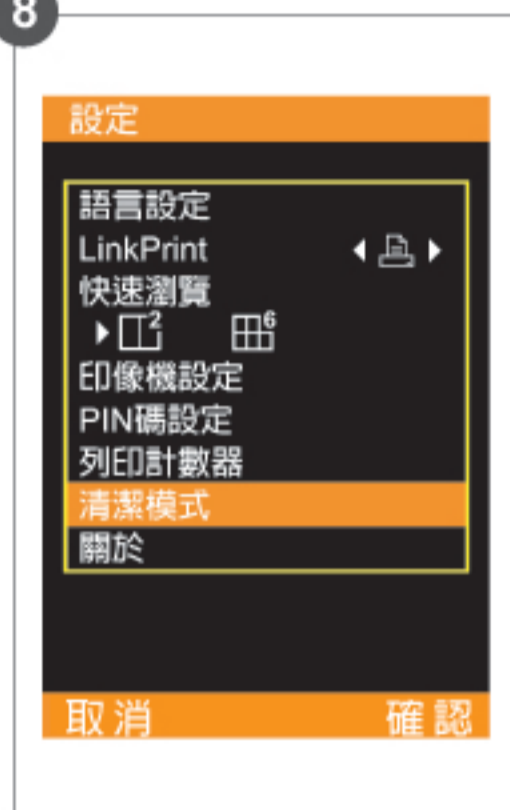 8
設定
語言設定
LinkPrint
快速瀏覽
2 6
印像機設定
PIN碼設定
列印計數器
清潔模式
關於
取消 確認